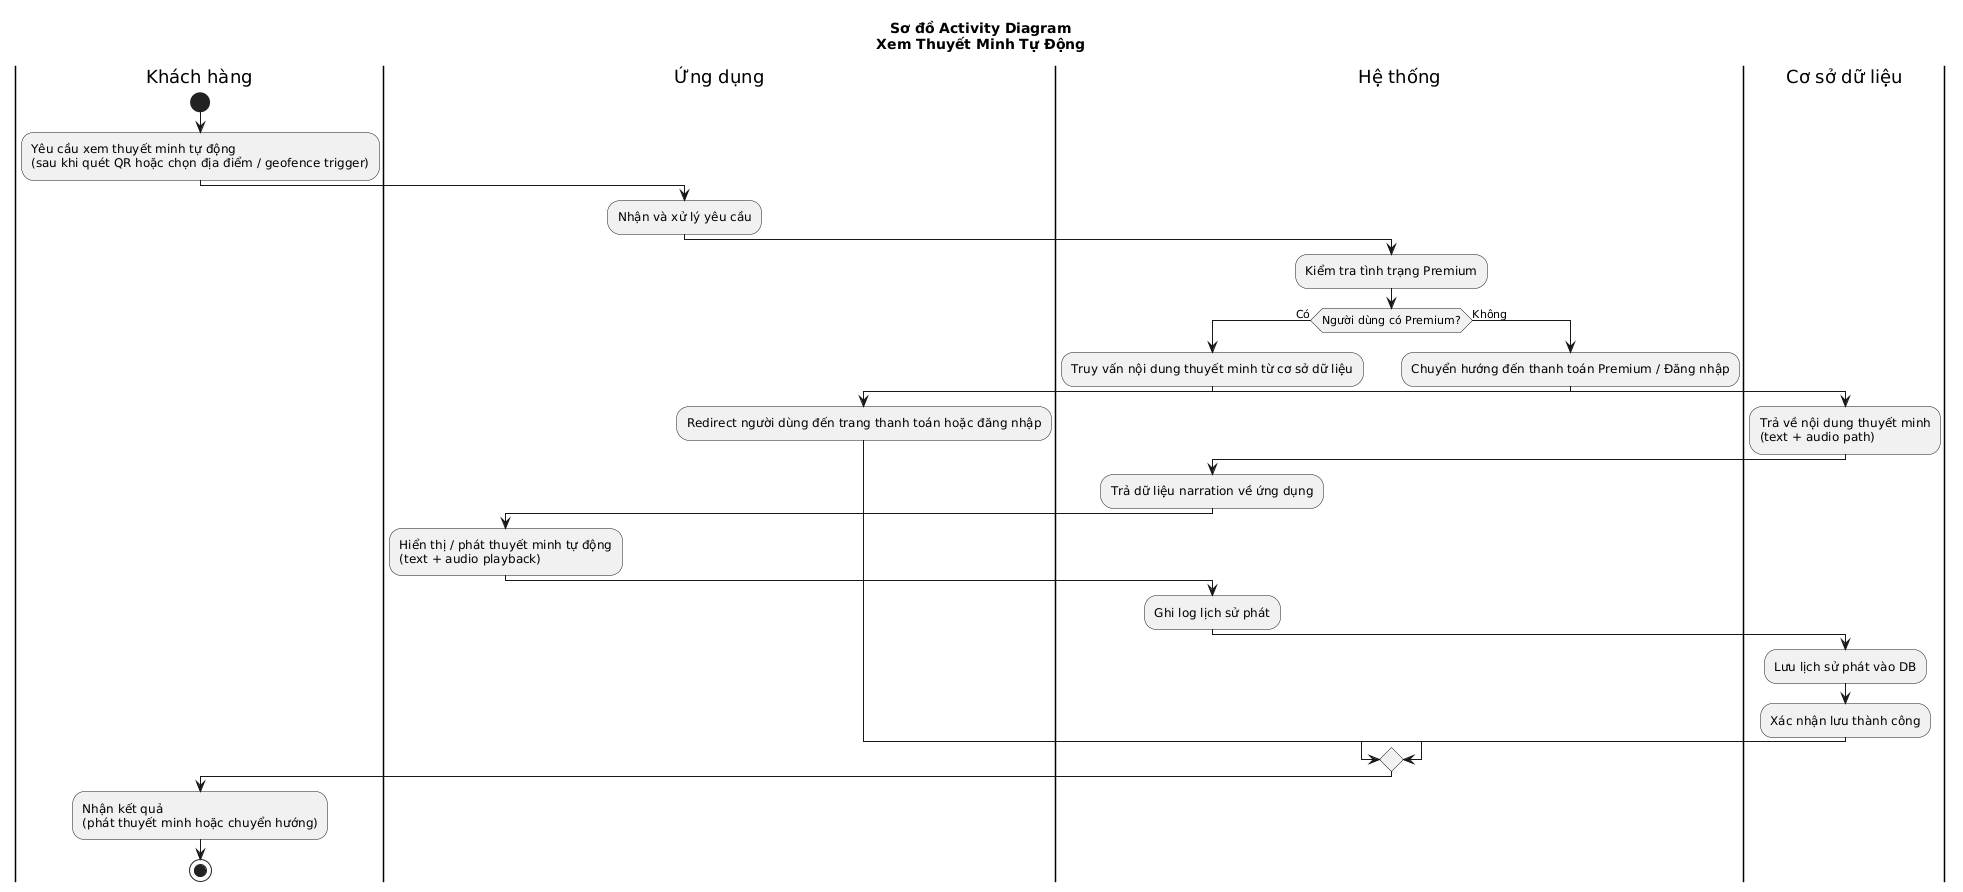 Sơ đồ Activity Diagram
Xem Thuyết Minh Tự Động
Khách hàng
Ứng dụng
Hệ thống
Cơ sở dữ liệu
Yêu cầu xem thuyết minh tự động
(sau khi quét QR hoặc chọn địa điểm / geofence trigger)
Nhận và xử lý yêu cầu
Kiểm tra tình trạng Premium
Có
Người dùng có Premium?
Không
Truy vấn nội dung thuyết minh từ cơ sở dữ liệu
Chuyển hướng đến thanh toán Premium / Đăng nhập
Redirect người dùng đến trang thanh toán hoặc đăng nhập
Trả về nội dung thuyết minh
(text + audio path)
Trả dữ liệu narration về ứng dụng
Hiển thị / phát thuyết minh tự động
(text + audio playback)
Ghi log lịch sử phát
Lưu lịch sử phát vào DB
Xác nhận lưu thành công
Nhận kết quả
(phát thuyết minh hoặc chuyển hướng)